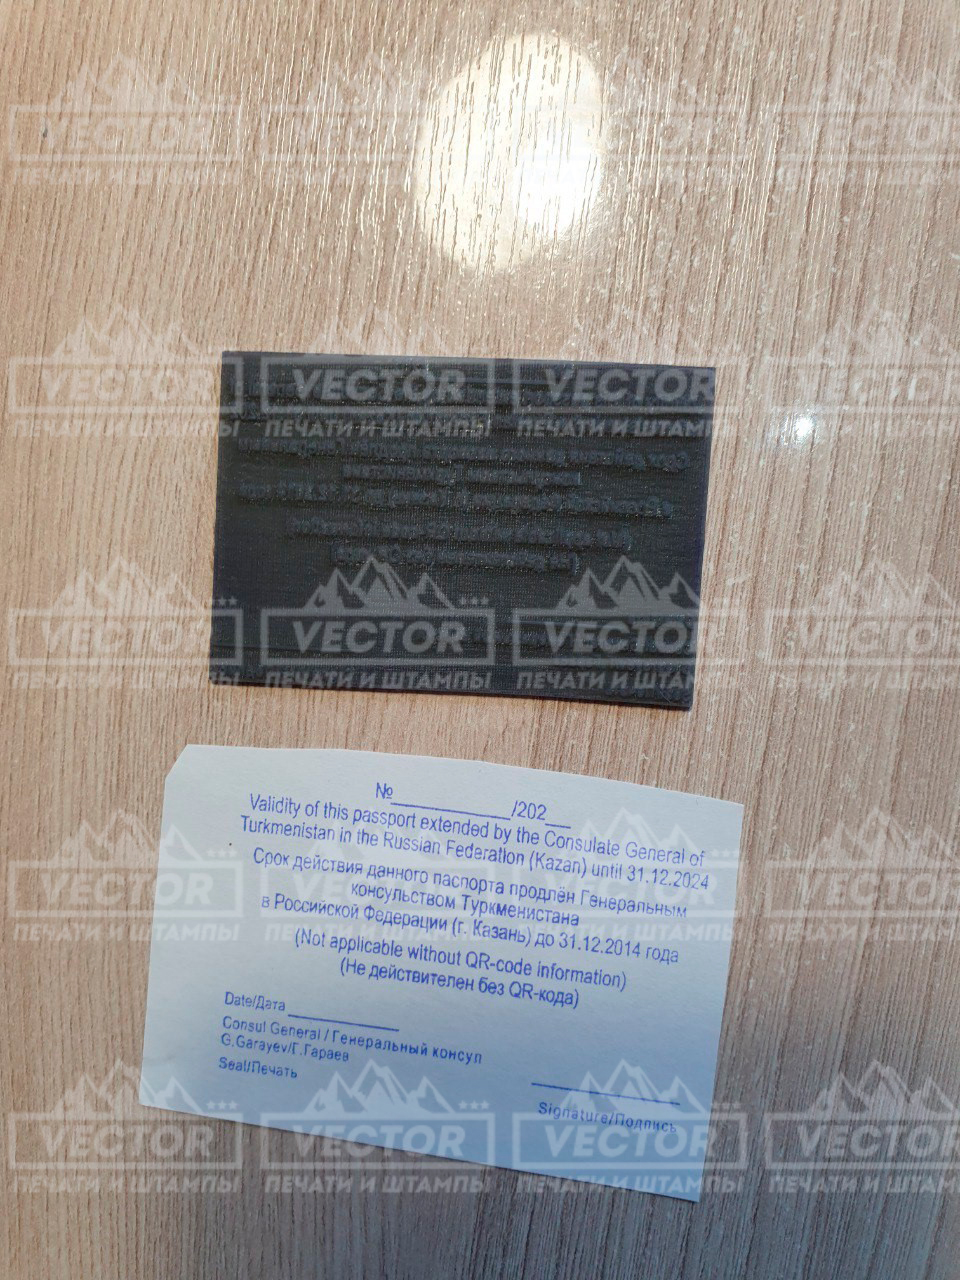 VECTOR
ПЕЧАТИ И ШТАМПЫ
№__________/202__
Validity of this passport extended by the Consulate General of
Turkmenistan in the Russian Federation (Kazan) until 31.12.2024
Срок действия данного паспорта продлён Генеральным
консульством Туркменистана
в Российской Федерации (г. Казань) до 31.12.2014 года
(Not applicable without QR-code information)
(Не действителен без QR-кода)
Date/Дата __________
Consul General / Генеральный консул
G.Garayev/Г.Гараев
Seal/Печать
Signature/Подпись